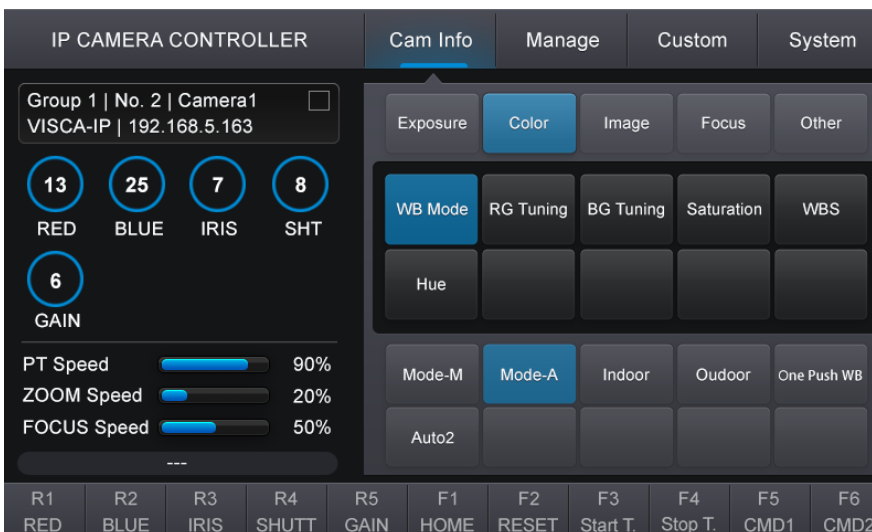 IP CAMERA CONTROLLER
Cam Info Manage Custom System
Group 1 | No. 2 | Camera1
VISCA-IP | 192.168.5.163
13 25 7 8
RED BLUE IRIS SHT
6
GAIN
PT Speed 90%
ZOOM Speed 20%
FOCUS Speed 50%
---
Exposure Color Image Focus Other
WB Mode RG Tuning BG Tuning Saturation WBS
Hue
Mode-M Mode-A Indoor Oudoor One Push WB
Auto2
R1 R2 R3 R4 R5 F1 F2 F3 F4 F5 F6
RED BLUE IRIS SHUTT GAIN HOME RESET Start T. Stop T. CMD1 CMD2